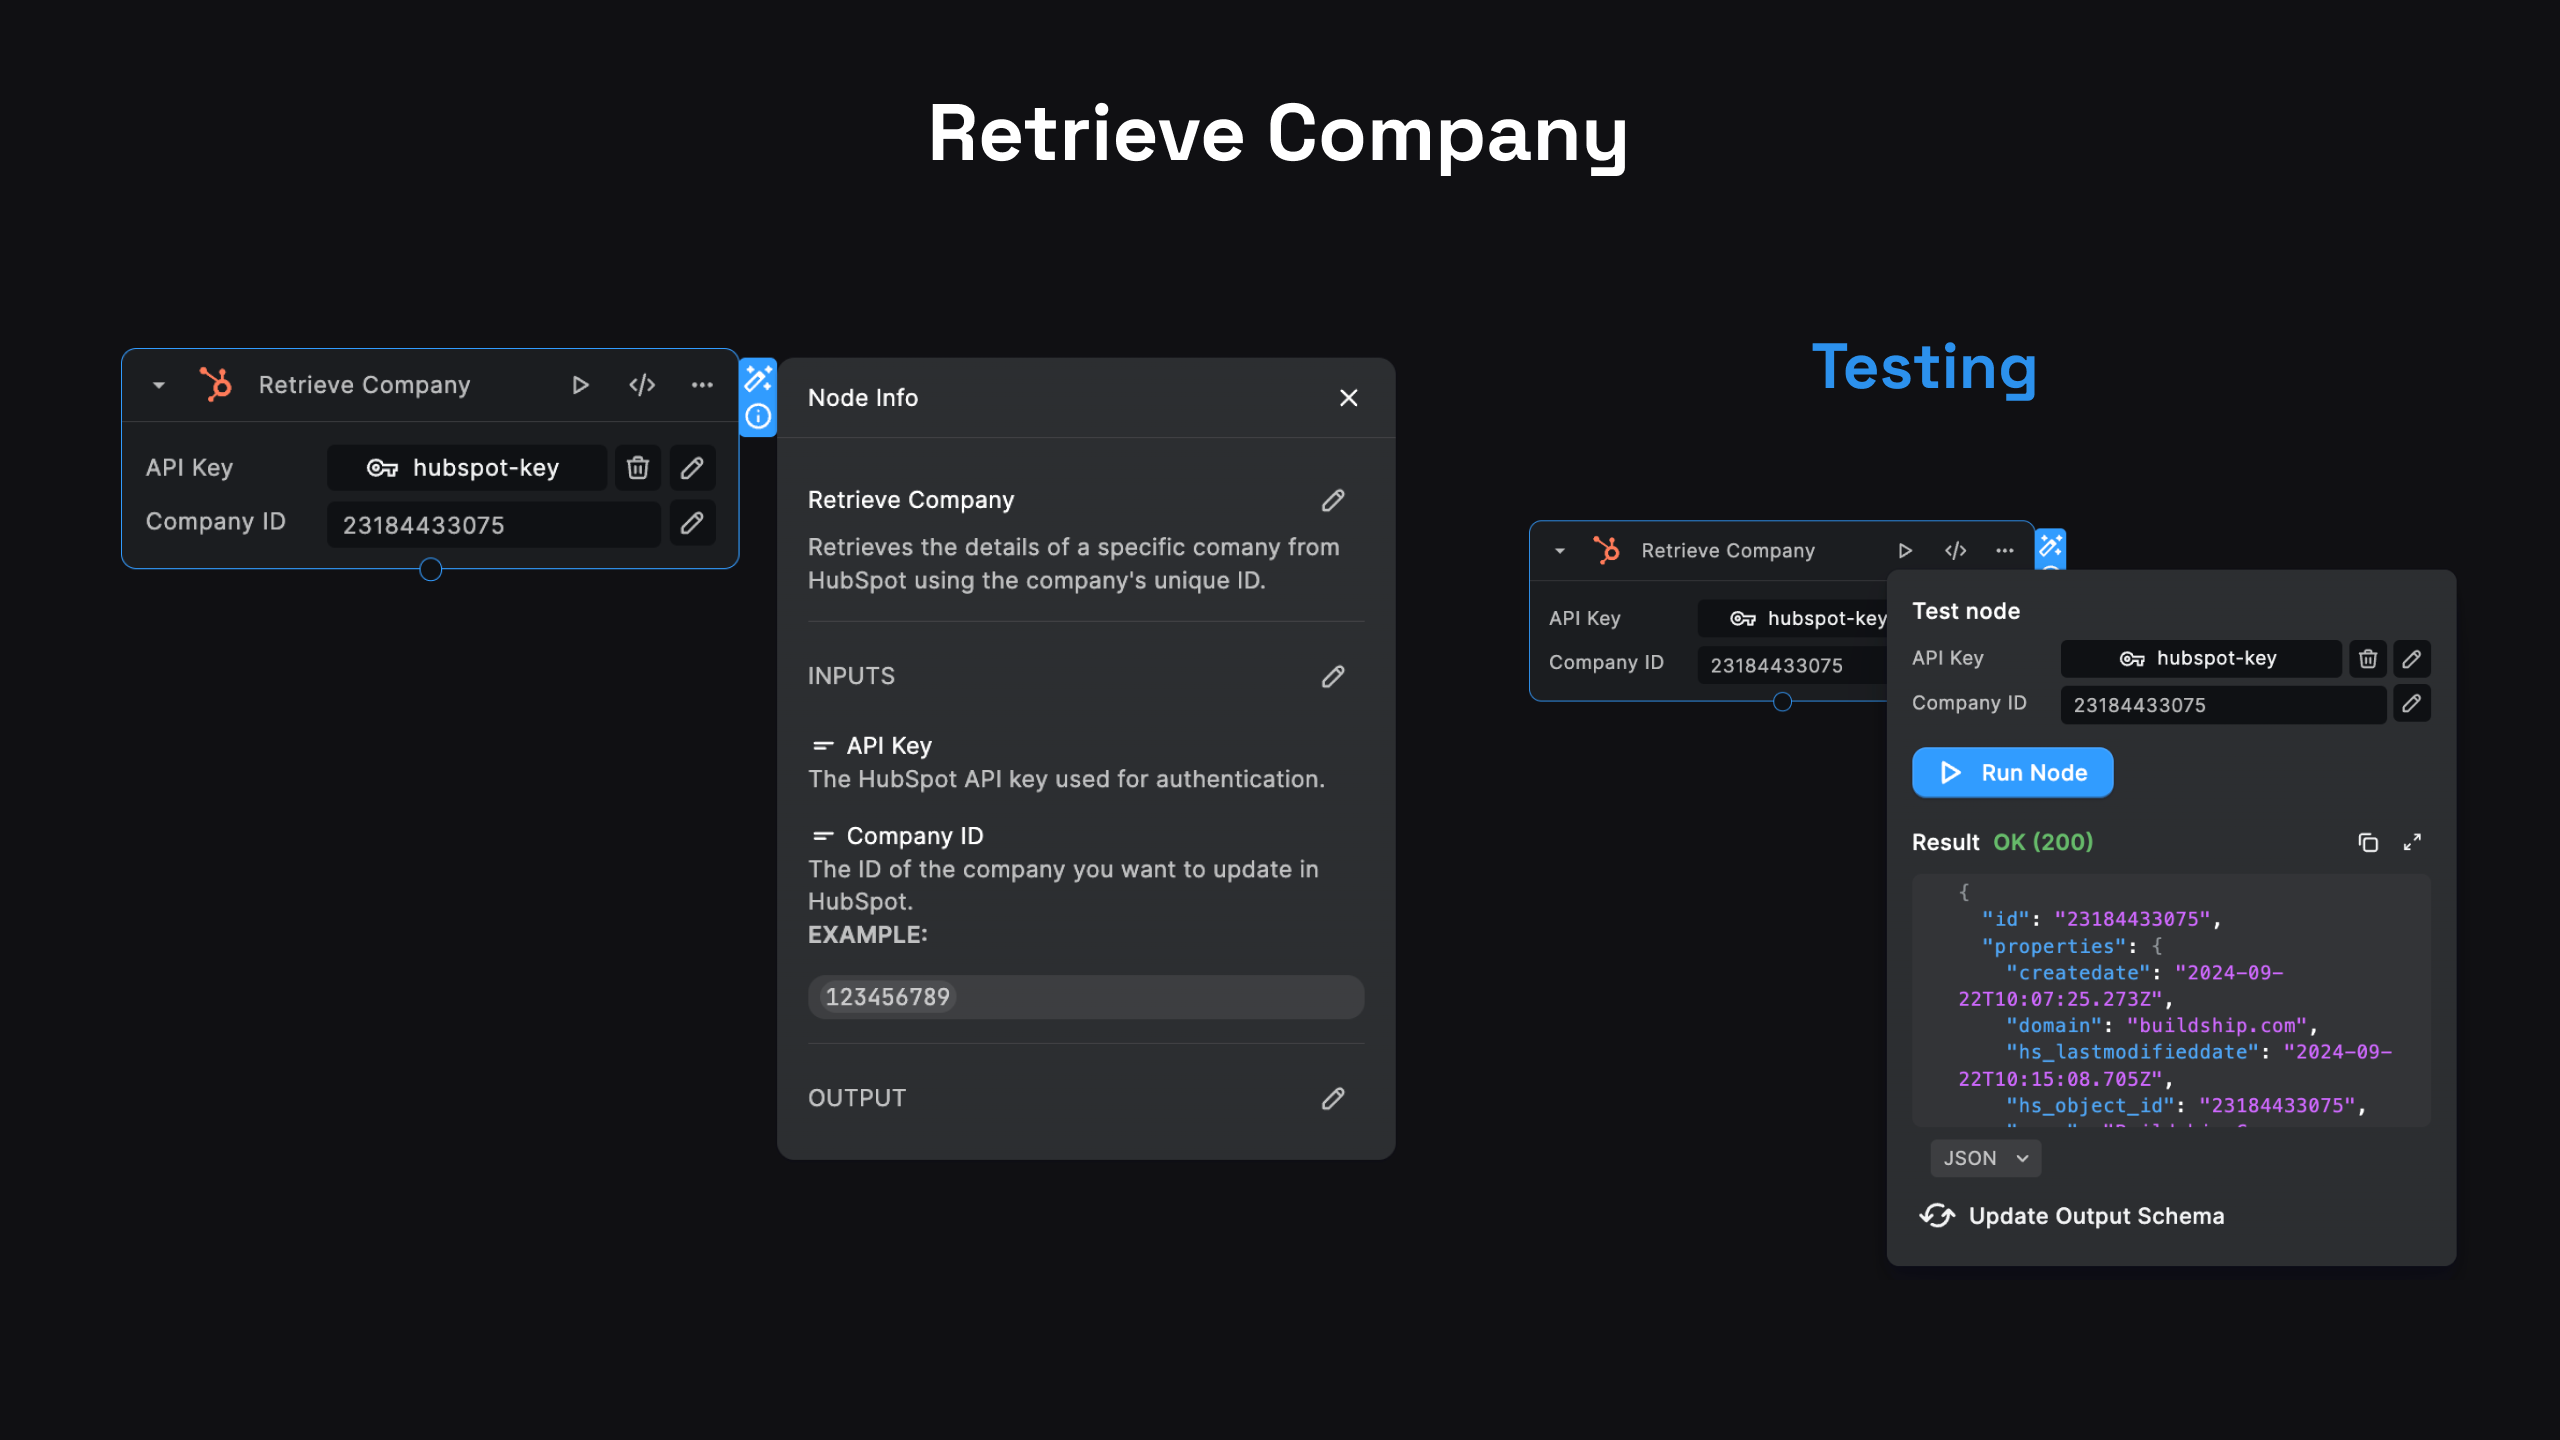 Retrieve Company
Retrieve Company
API Key
hubspot-key
Company ID
23184433075
Node Info
Retrieve Company
Retrieves the details of a specific comany from
HubSpot using the company's unique ID.
INPUTS
API Key
The HubSpot API key used for authentication.
Company ID
The ID of the company you want to update in
HubSpot.
EXAMPLE:
123456789
OUTPUT
Testing
Retrieve Company
API Key
hubspot-key
Company ID
23184433075
Test node
API Key
hubspot-key
Company ID
23184433075
Run Node
Result OK (200)
{
"id": "23184433075",
"properties": {
"createdate": "2024-09-
22T10:07:25.273Z",
"domain": "buildship.com",
"hs_lastmodifieddate": "2024-09-
22T10:15:08.705Z",
"hs_object_id": "23184433075",
JSON
Update Output Schema